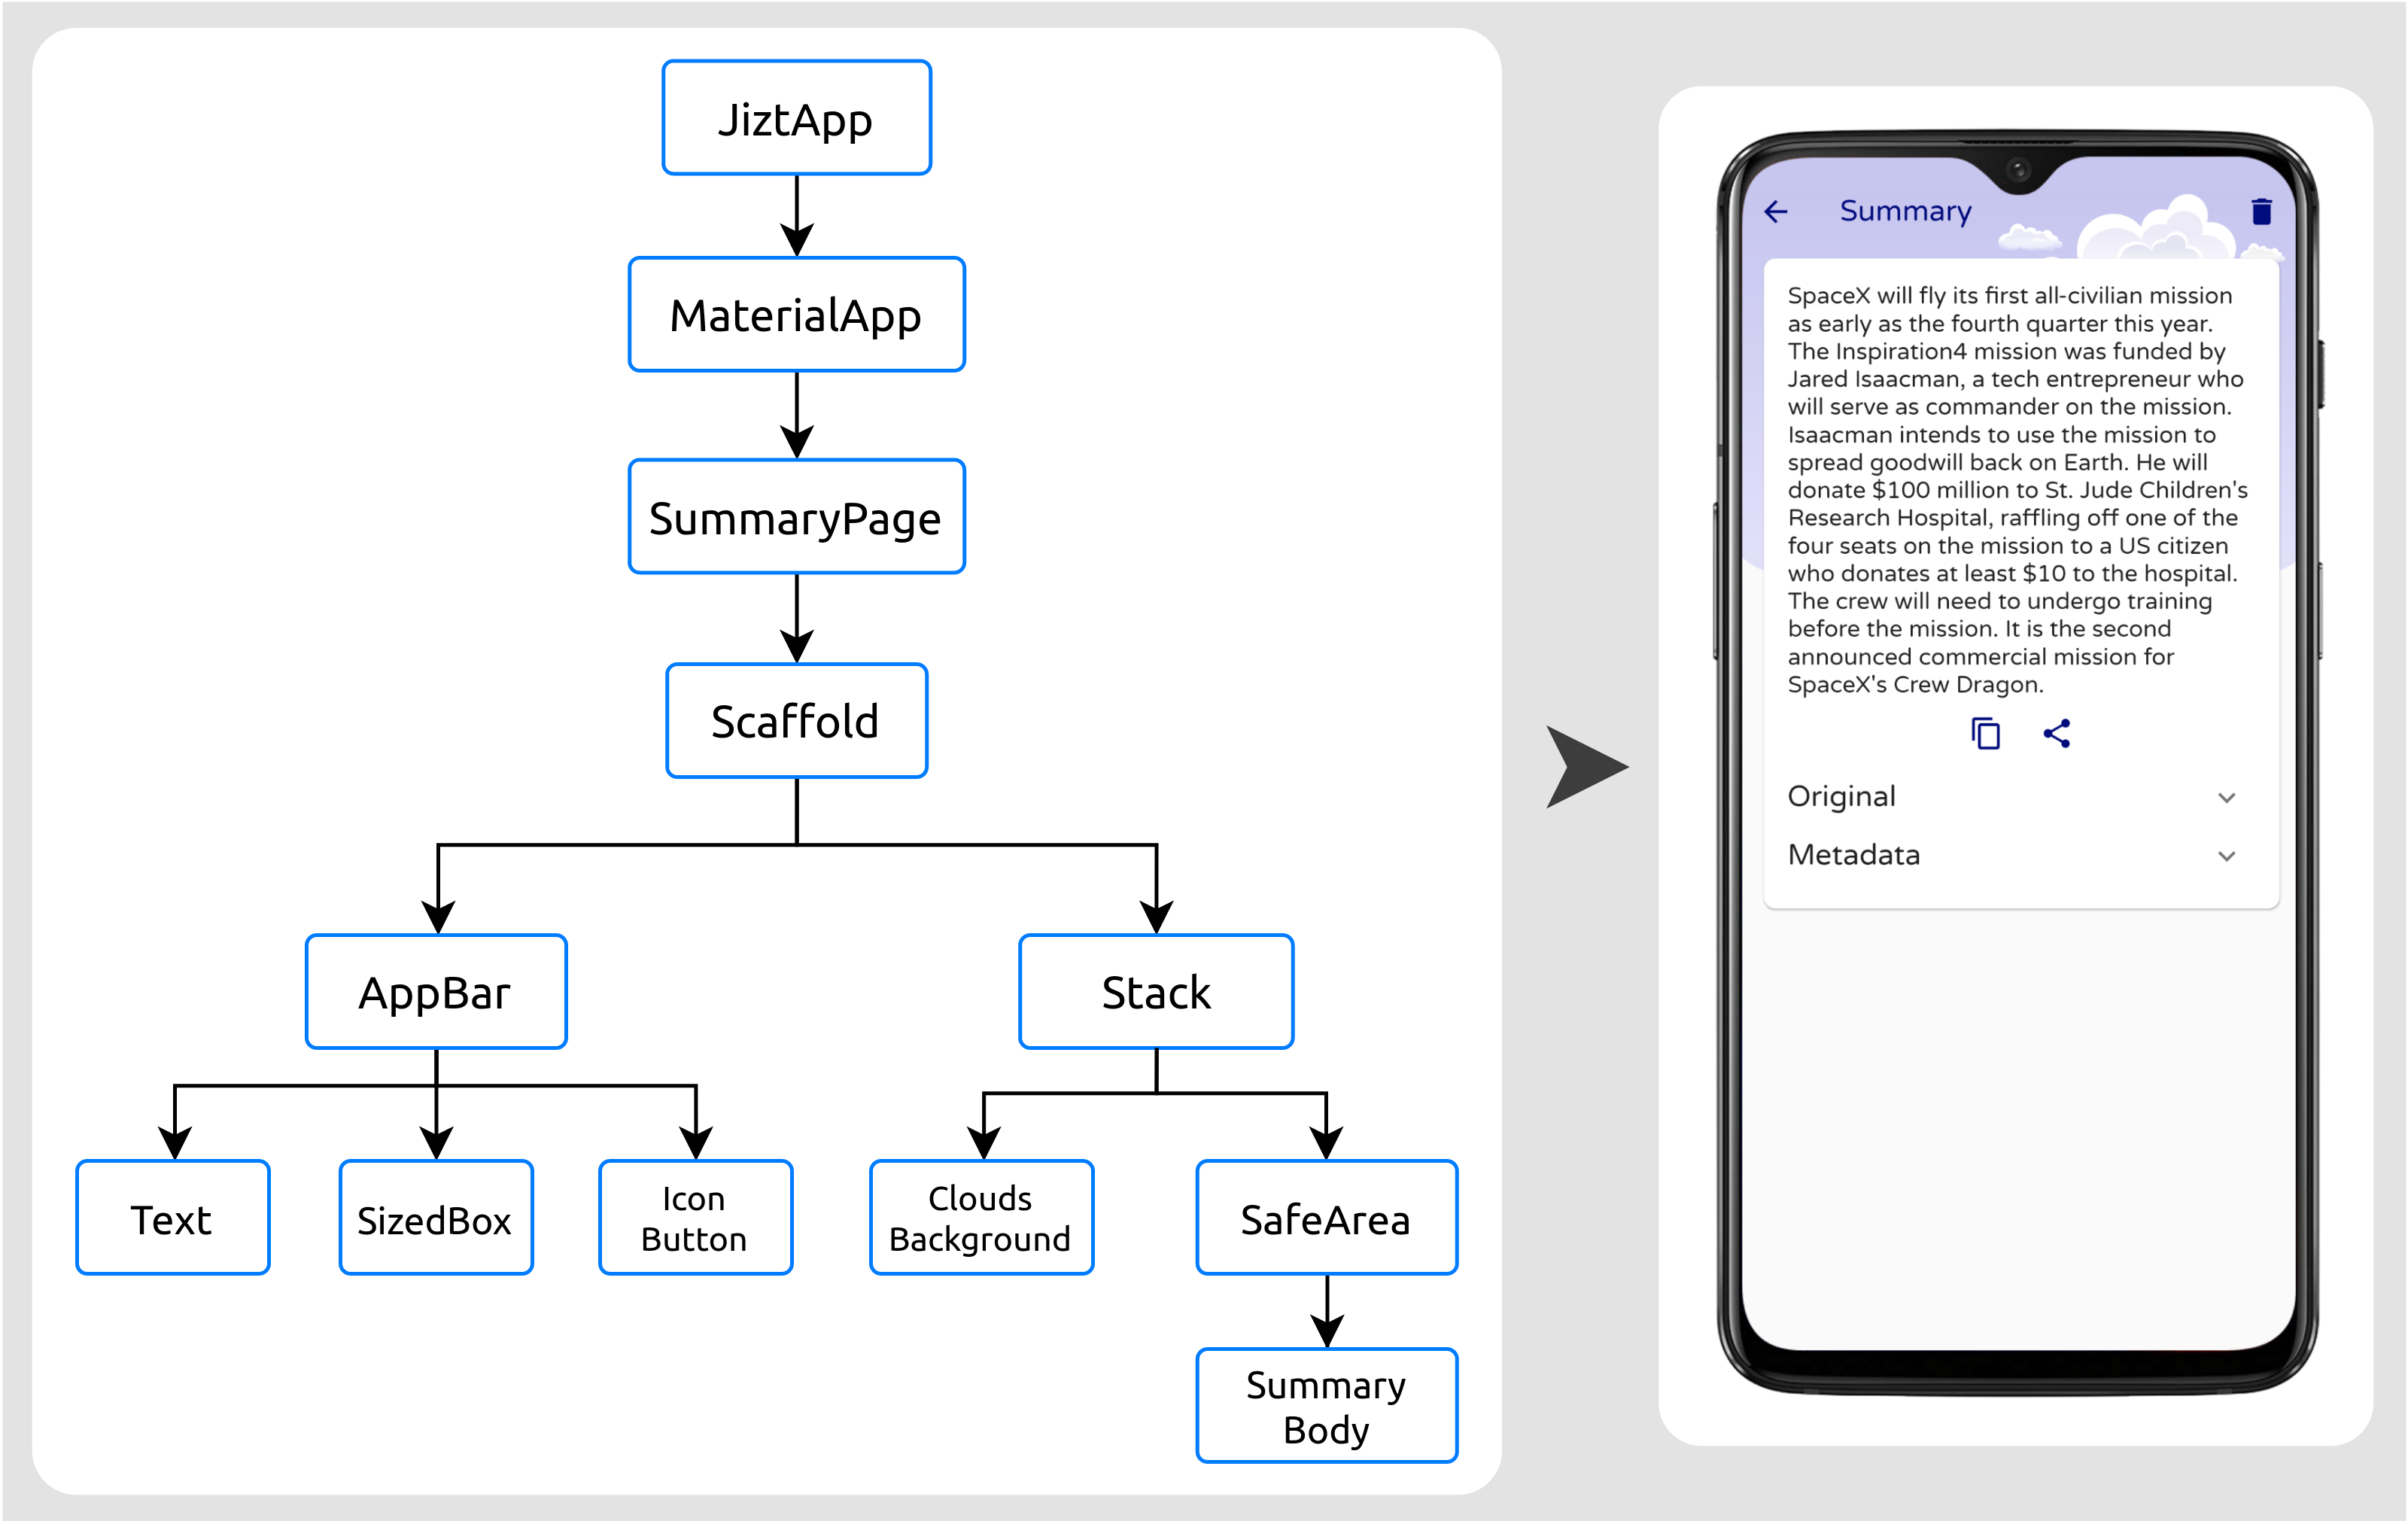 JiztApp
MaterialApp
SummaryPage
Scaffold
AppBar
Stack
Text
SizedBox
Icon
Button
Clouds
Background
SafeArea
Summary
Body
Summary
SpaceX will fly its first all-civilian mission
as early as the fourth quarter this year.
The Inspiration4 mission was funded by
Jared Isaacman, a tech entrepreneur who
will serve as commander on the mission.
Isaacman intends to use the mission to
spread goodwill back on Earth. He will
donate $100 million to St. Jude Children's
Research Hospital, raffling off one of the
four seats on the mission to a US citizen
who donates at least $10 to the hospital.
The crew will need to undergo training
before the mission. It is the second
announced commercial mission for
SpaceX's Crew Dragon.
Original
Metadata